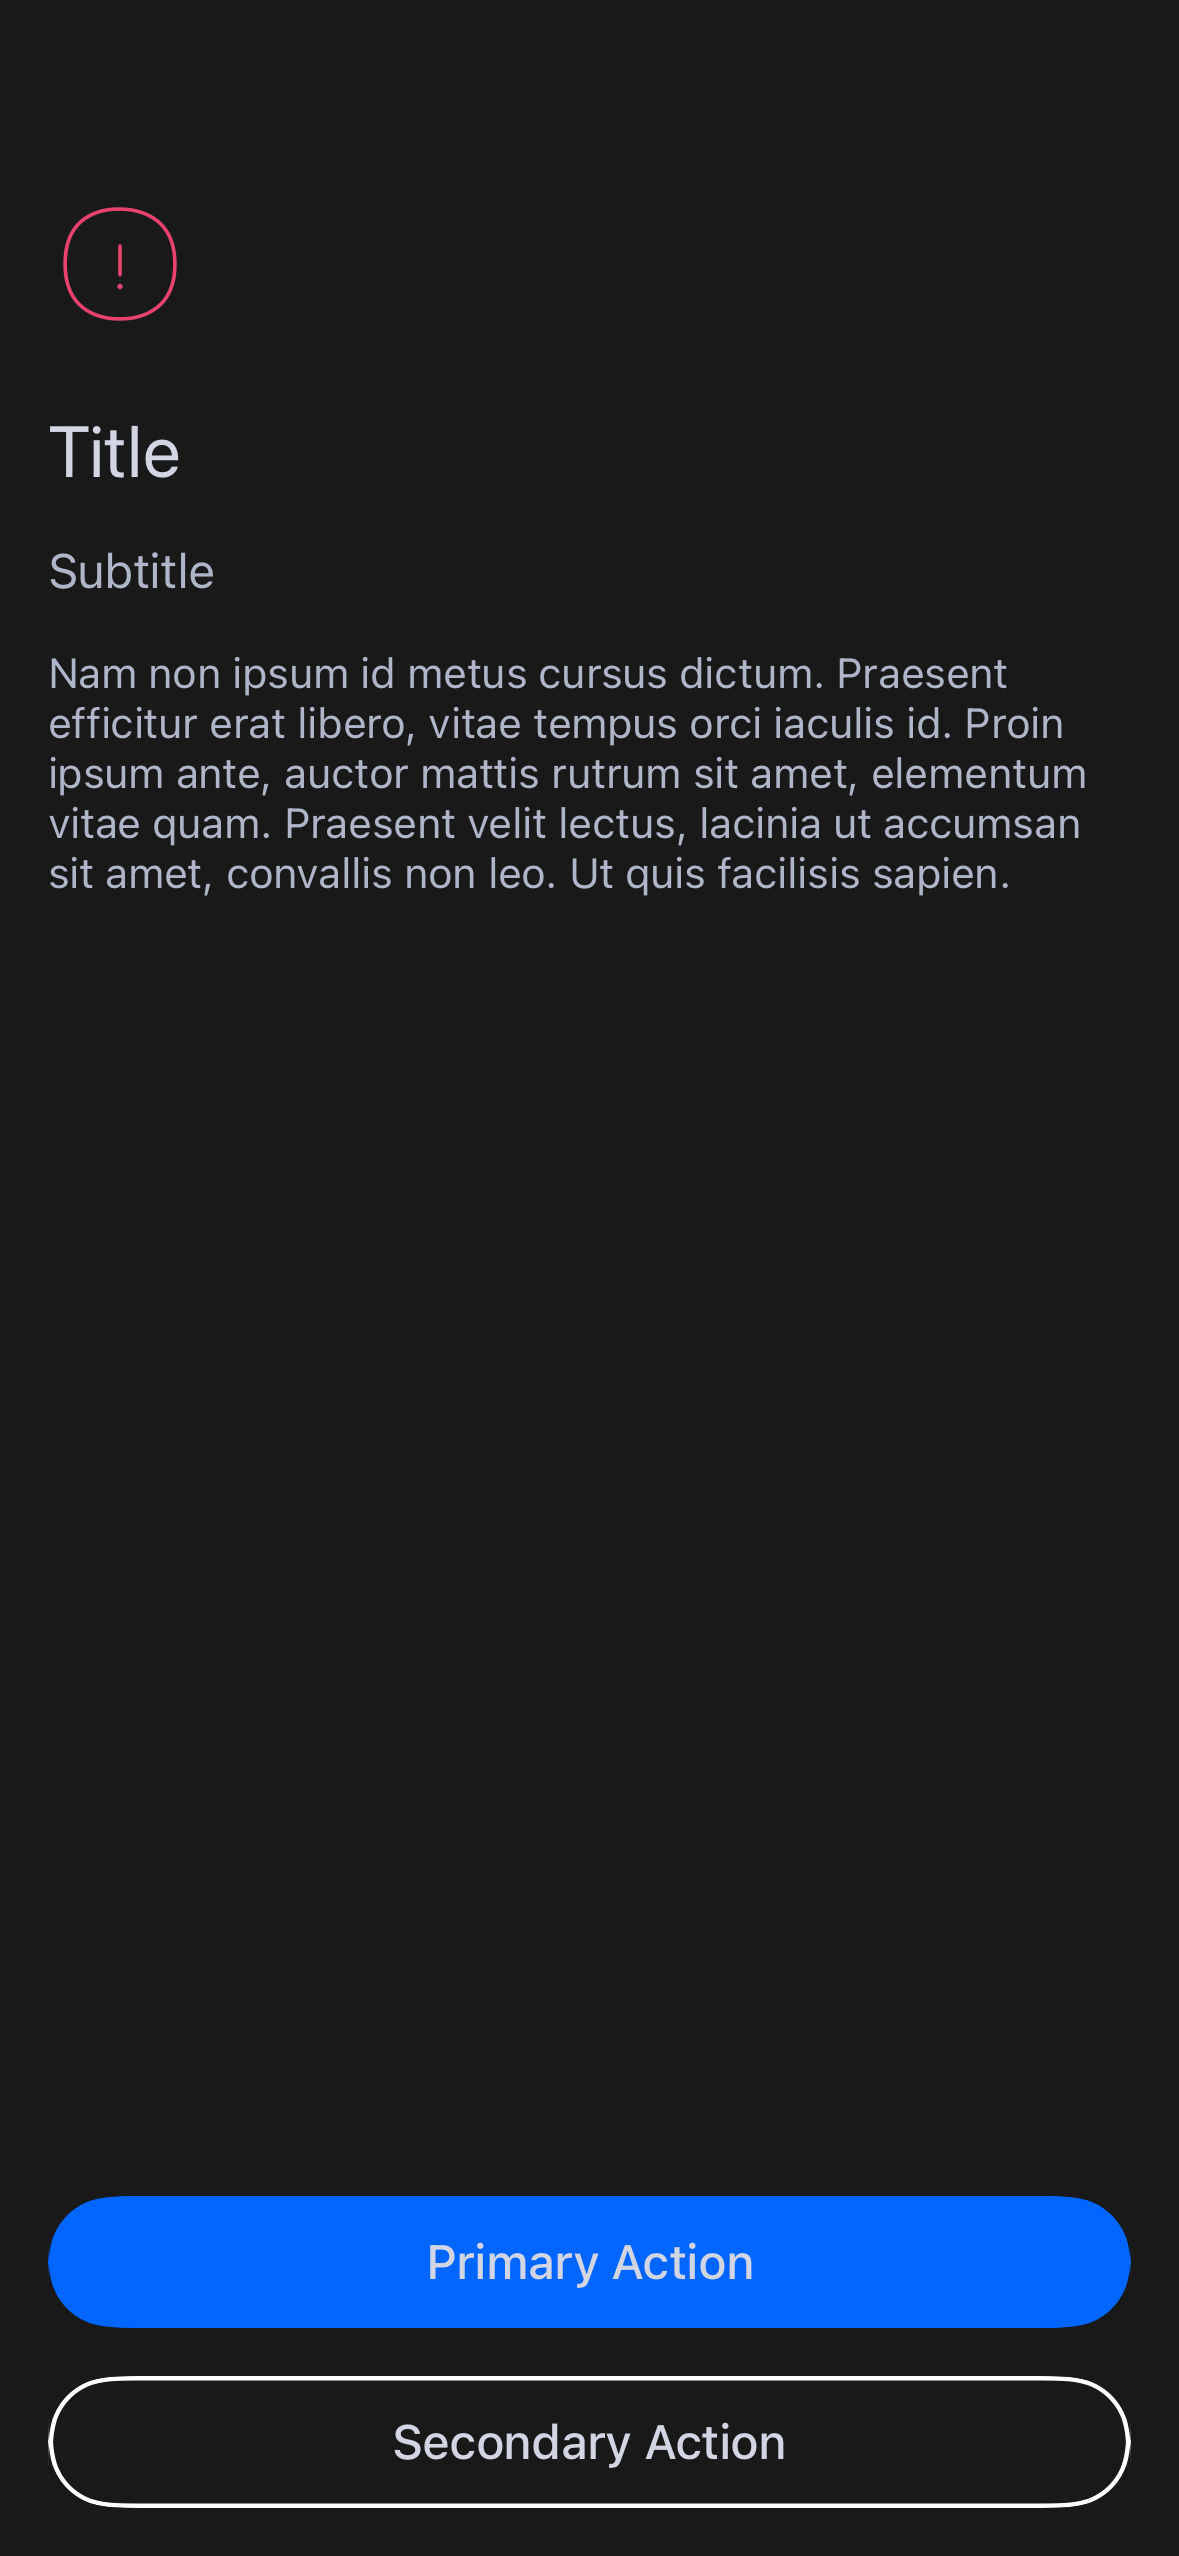 !
Title
Subtitle
Nam non ipsum id metus cursus dictum. Praesent
efficitur erat libero, vitae tempus orci iaculis id. Proin
ipsum ante, auctor mattis rutrum sit amet, elementum
vitae quam. Praesent velit lectus, lacinia ut accumsan
sit amet, convallis non leo. Ut quis facilisis sapien.
Primary Action
Secondary Action